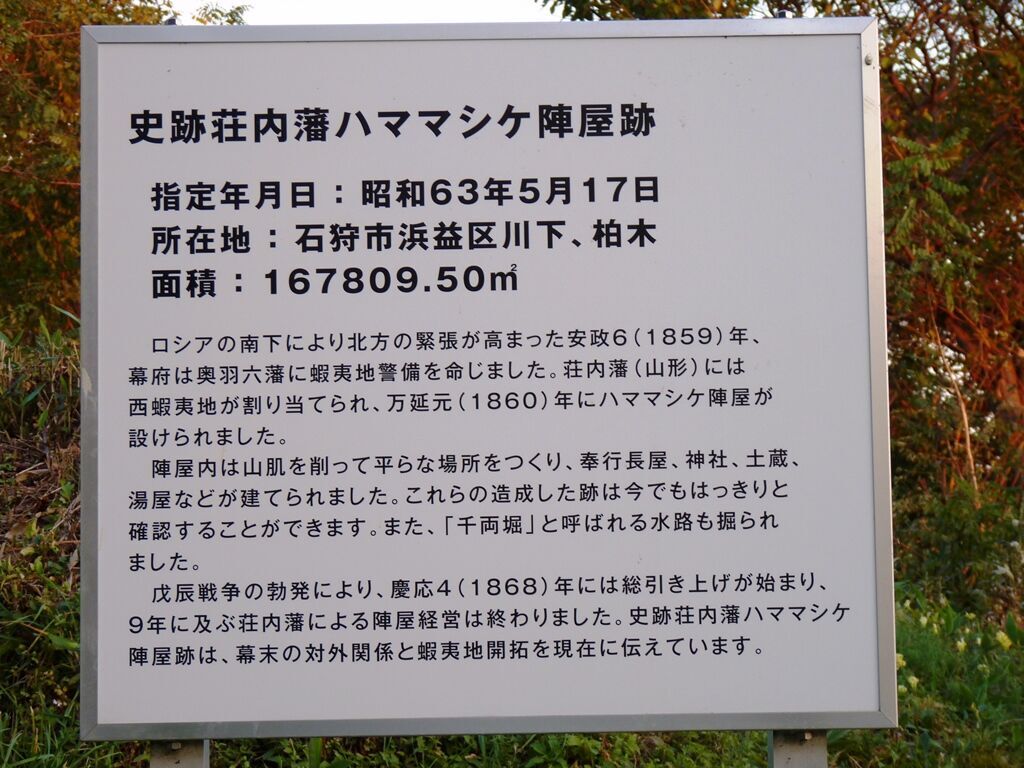 史跡荘内藩ハママシケ陣屋跡
指定年月日：昭和63年5月17日
所在地：石狩市浜益区川下、柏木
面積：167809.50㎡
ロシアの南下により北方の緊張が高まった安政6（1859）年、
幕府は奥羽六藩に蝦夷地警備を命じました。荘内藩（山形）には
西蝦夷地が割り当てられ、万延元（1860）年にハママシケ陣屋が
設けられました。
陣屋内は山肌を削って平らな場所をつくり、奉行長屋、神社、土蔵、
湯屋などが建てられました。これらの造成した跡は今でもはっきりと
確認することができます。また、「千両堀」と呼ばれる水路も掘られ
ました。
戊辰戦争の勃発により、慶応4（1868）年には総引き上げが始まり、
9年に及ぶ荘内藩による陣屋経営は終わりました。史跡荘内藩ハママシケ
陣屋跡は、幕末の対外関係と蝦夷地開拓を現在に伝えています。